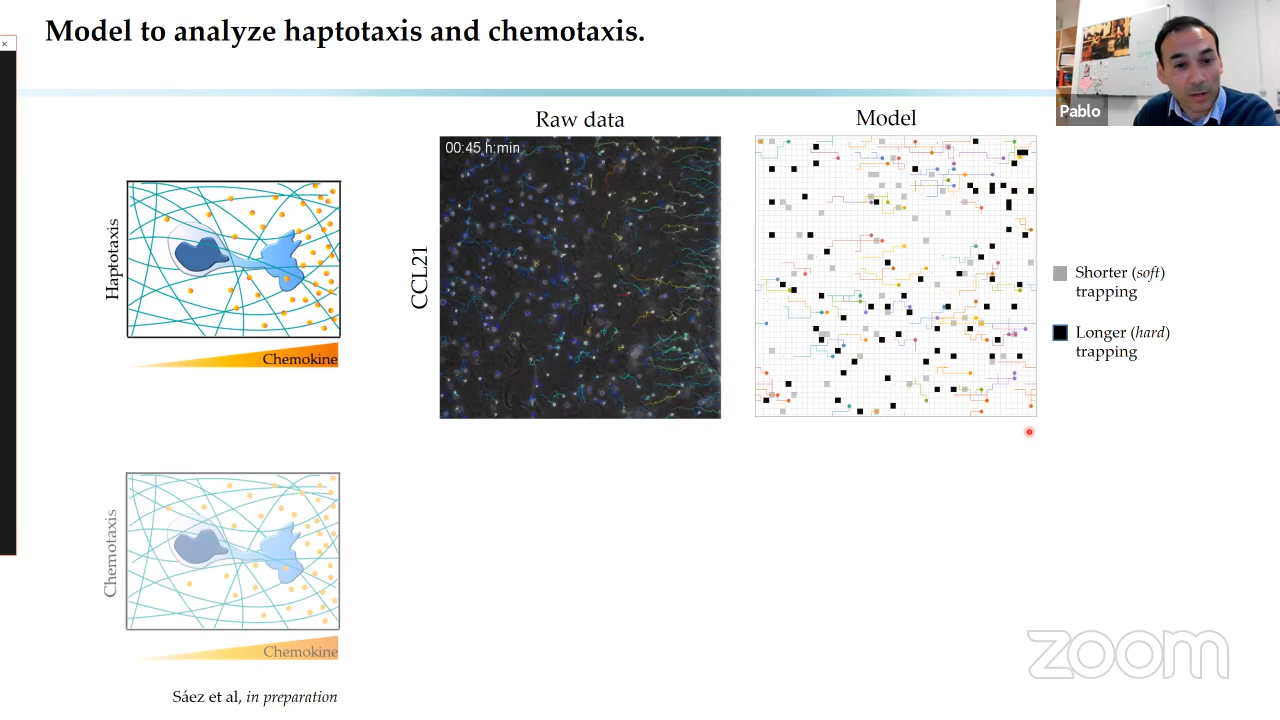 Model to analyze haptotaxis and chemotaxis.
Pablo
Raw data
Model
00:45 h:min
Haptotaxis
CCL21
Shorter (soft)
trapping
Longer (hard)
trapping
Chemokine
Chemotaxis
Chemokine
Sáez et al, in preparation
zoom